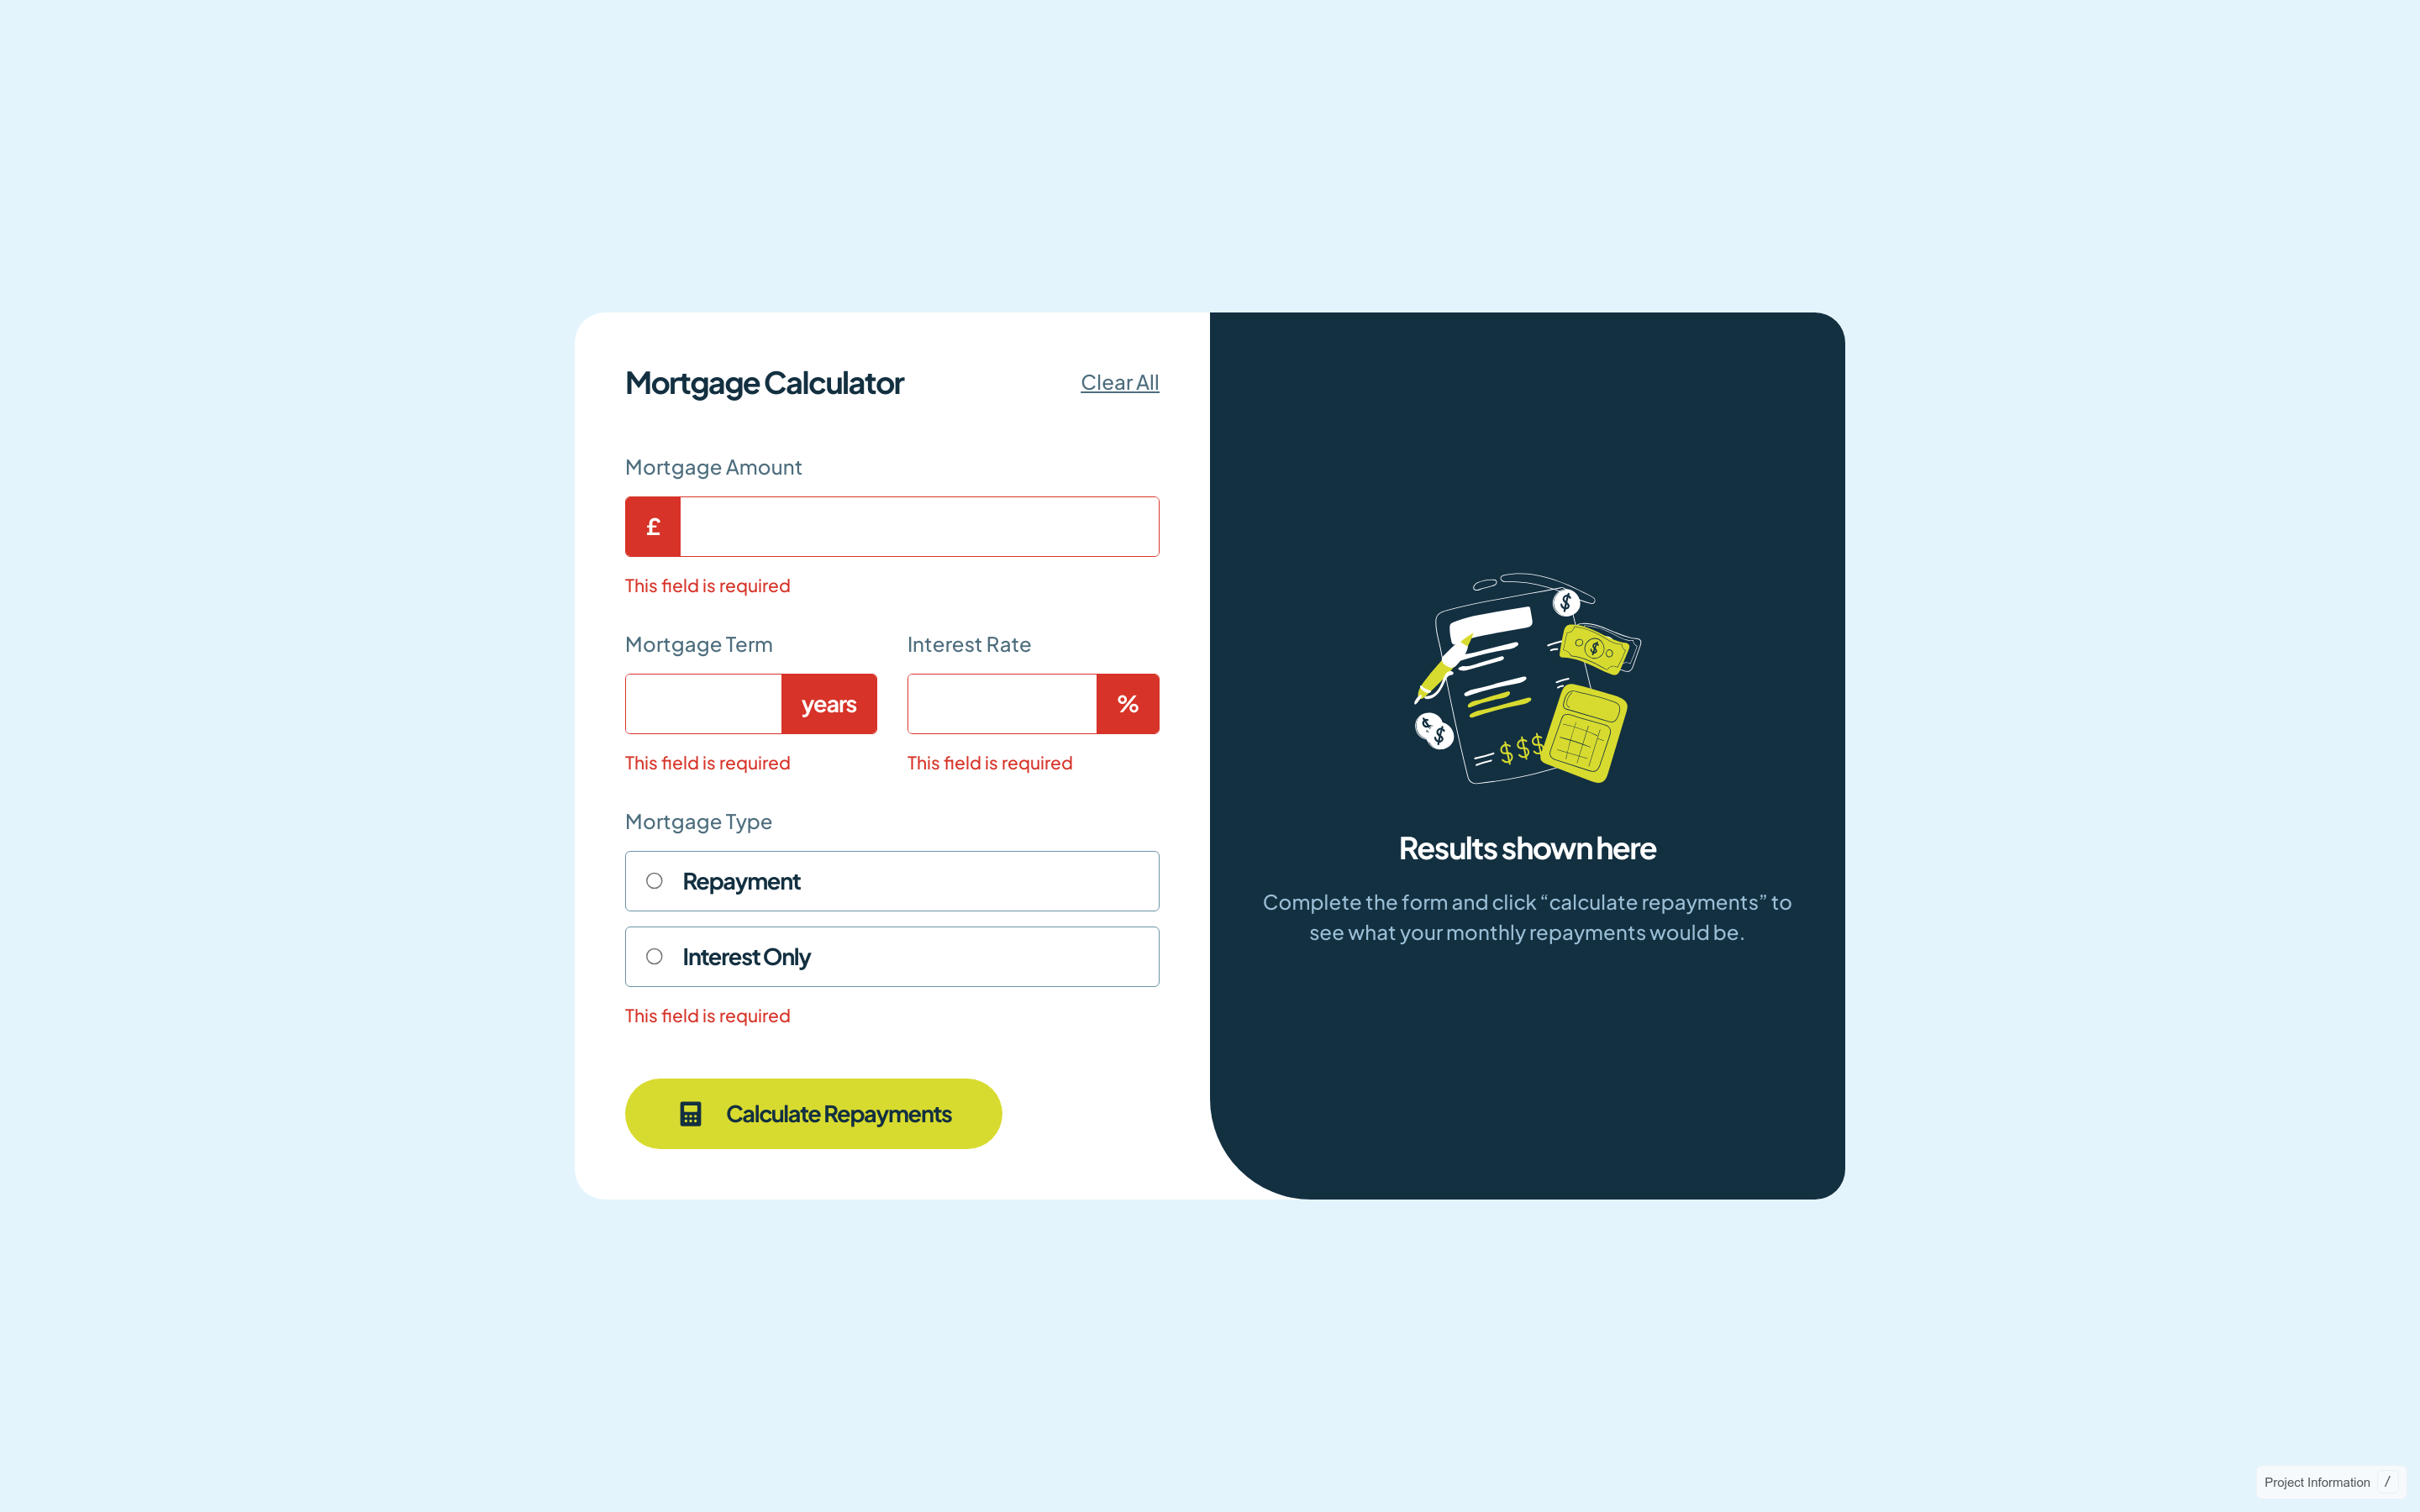 Mortgage Calculator
Clear All
Mortgage Amount
£
This field is required
Mortgage Term
Interest Rate
years
%
This field is required
This field is required
Mortgage Type
Repayment
Interest Only
This field is required
Calculate Repayments
$
$
$
$
$$$
Results shown here
Complete the form and click “calculate repayments” to
see what your monthly repayments would be.
Project Information /